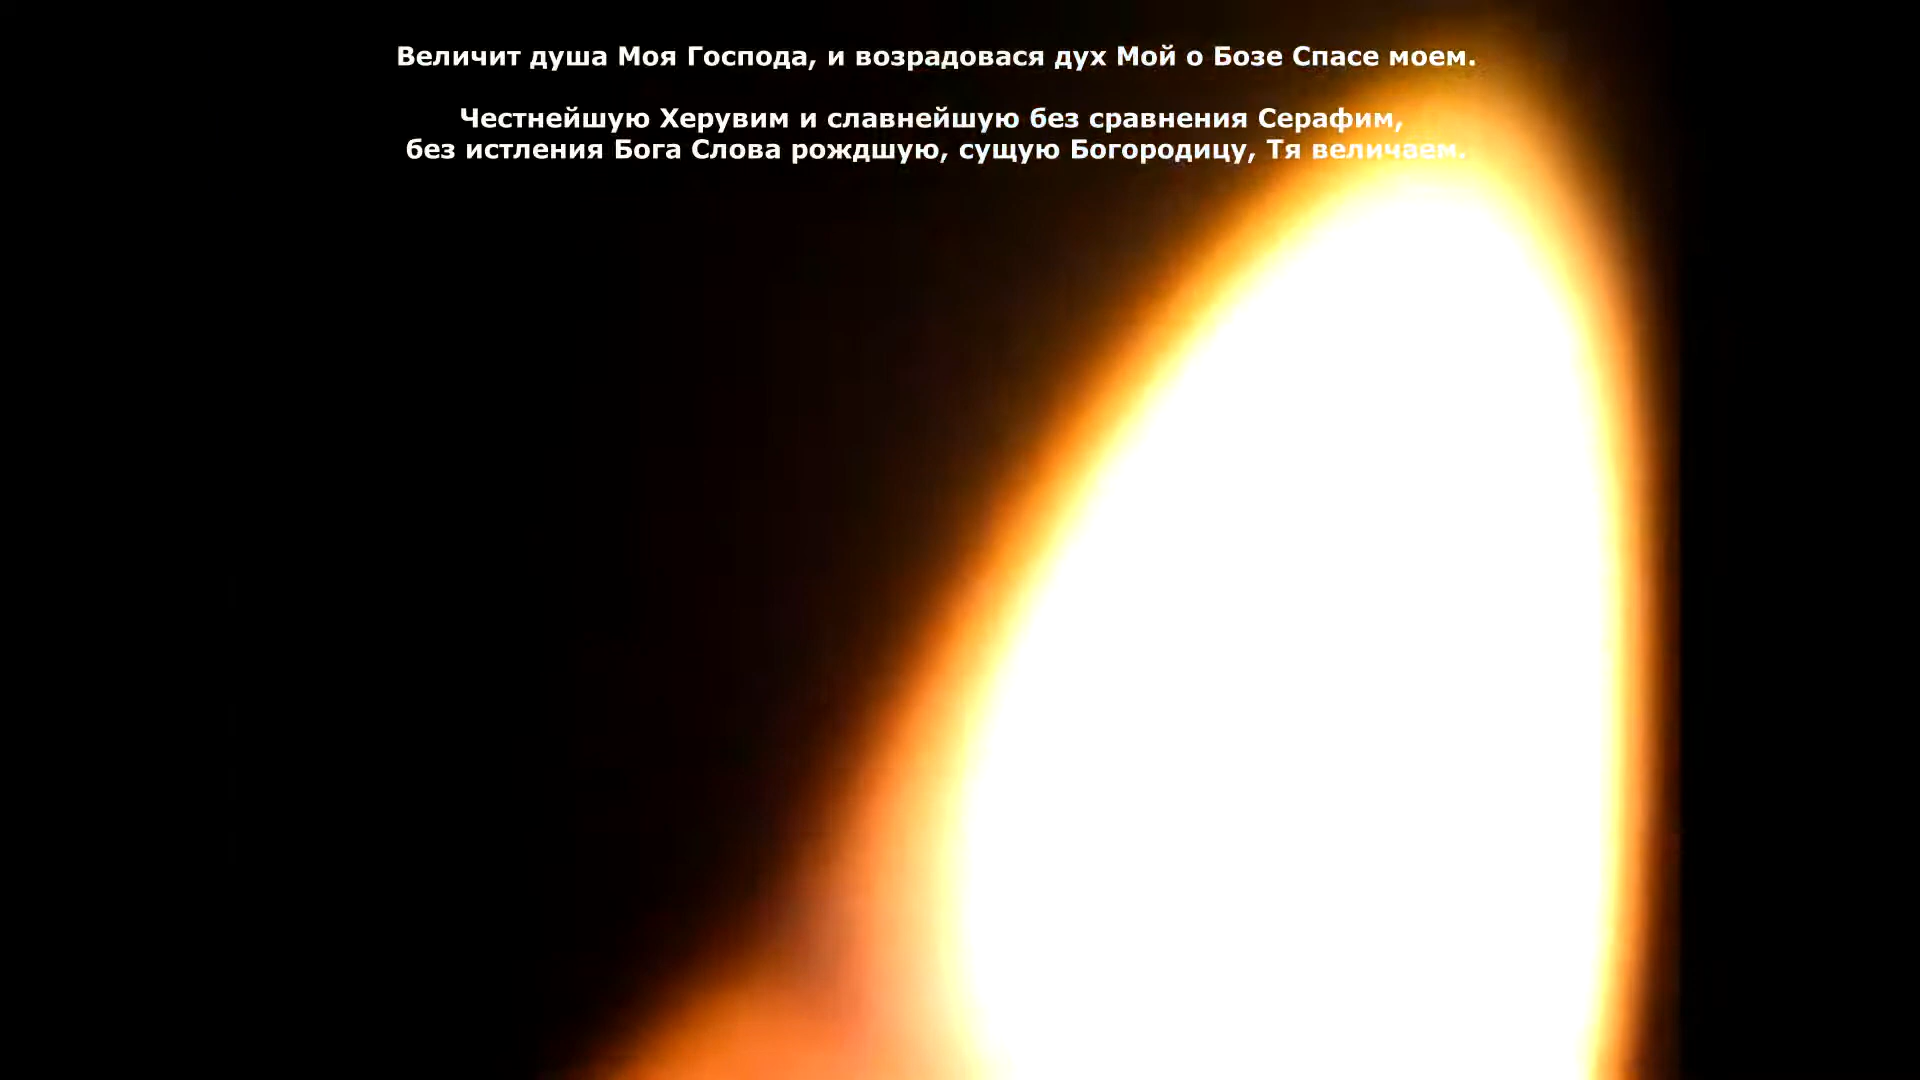 Величит душа Моя Господа, и возрадовася дух Мой о Бозе Спасе моем.
Честнейшую Херувим и славнейшую без сравнения Серафим,
без истления Бога Слова рождшую, сущую Богородицу, Тя величаем.